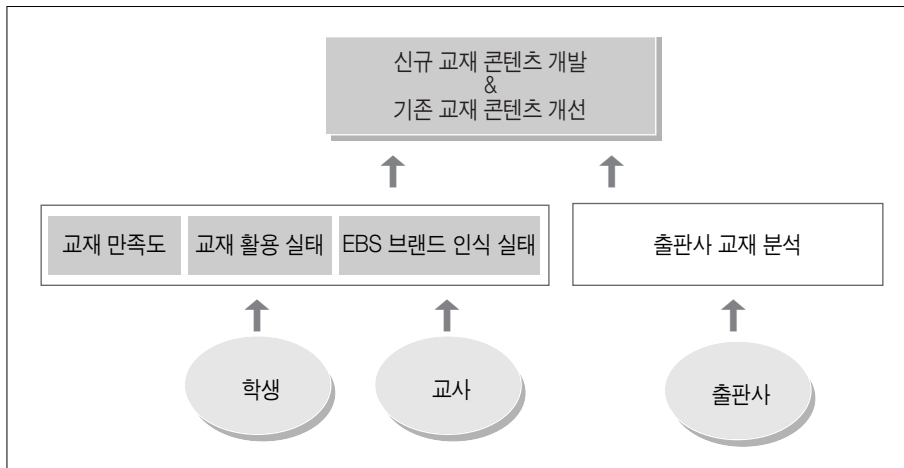 신규 교재 콘텐츠 개발
&
기존 교재 콘텐츠 개선
교재 만족도
교재 활용 실태
EBS 브랜드 인식 실태
출판사 교재 분석
학생
교사
출판사